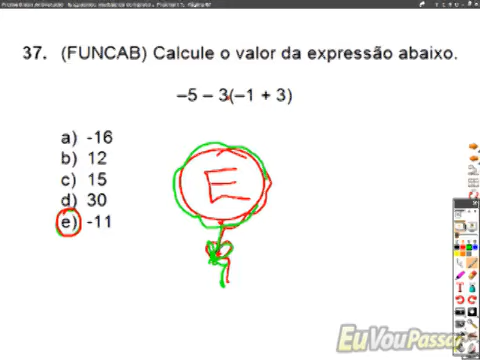 37. (FUNCAB) Calcule o valor da expressão abaixo.
–5 – 3(–1 + 3)
a) -16
b) 12
c) 15
d) 30
e) -11
E
EuVouPassar